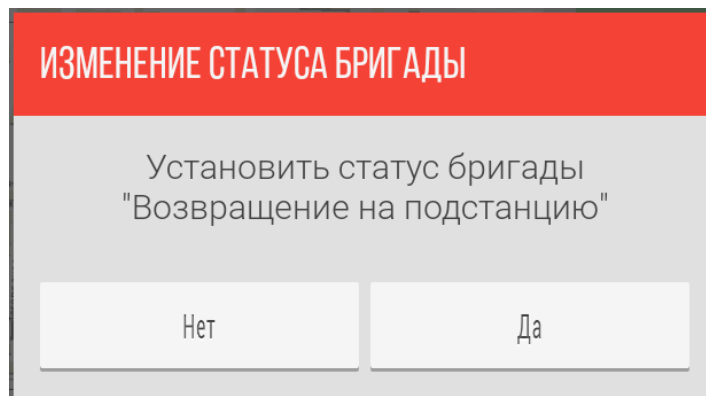 ИЗМЕНЕНИЕ СТАТУСА БРИГАДЫ
Установить статус бригады
"Возвращение на подстанцию"
Нет
Да